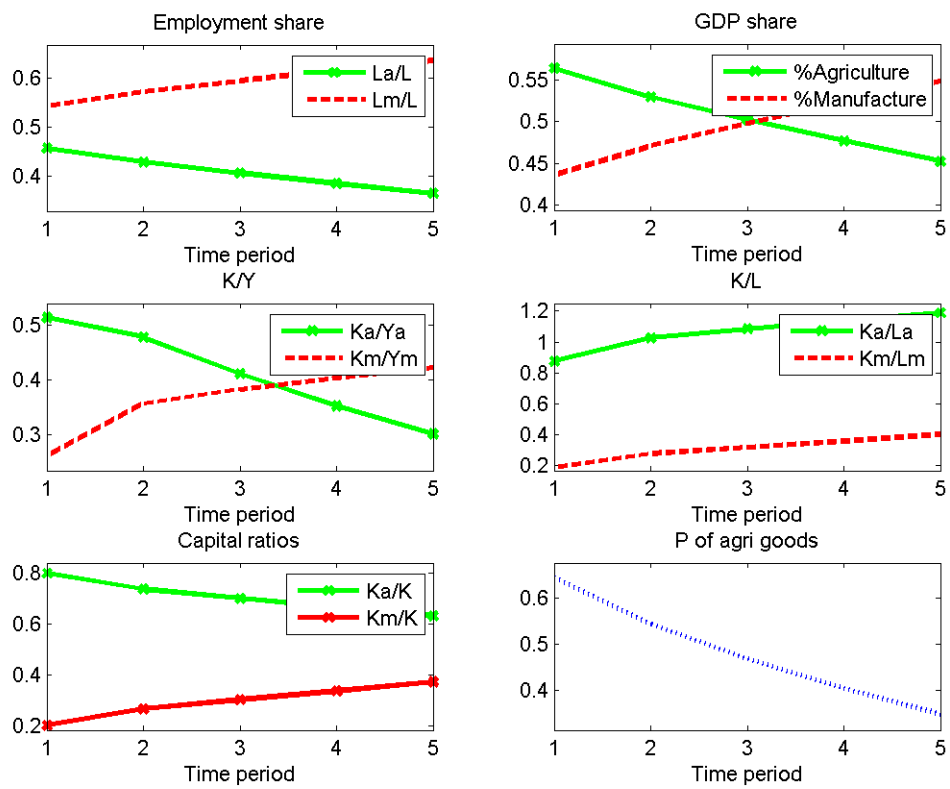 Employment share
0.6
0.5
0.4
La/L
Lm/L
1 2 3 4 5
Time period
GDP share
0.55
0.5
0.45
0.4
%Agriculture
%Manufacture
1 2 3 4 5
Time period
K/Y
0.5
0.4
0.3
Ka/Ya
Km/Ym
1 2 3 4 5
Time period
K/L
1.2
1
0.8
0.6
0.4
0.2
Ka/La
Km/Lm
1 2 3 4 5
Time period
Capital ratios
0.8
0.6
0.4
0.2
Ka/K
Km/K
1 2 3 4 5
Time period
P of agri goods
0.6
0.5
0.4
1 2 3 4 5
Time period